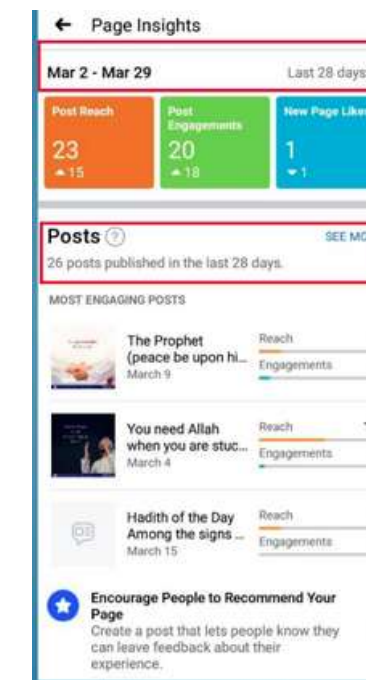 Page Insights
Mar 2 - Mar 29
Last 28 days
Post Reach
Post
Engagements
New Page Like
23
20
1
15
18
1
Posts ?
SEE MO
26 posts published in the last 28 days.
MOST ENGAGING POSTS
The Prophet
(peace be upon hi...
March 9
Reach
Engagements
You need Allah
when you are stuc...
March 4
Reach
Engagements
Hadith of the Day
Among the signs ...
March 15
Reach
Engagements
Encourage People to Recommend Your
Page
Create a post that lets people know they
can leave feedback about their
experience.